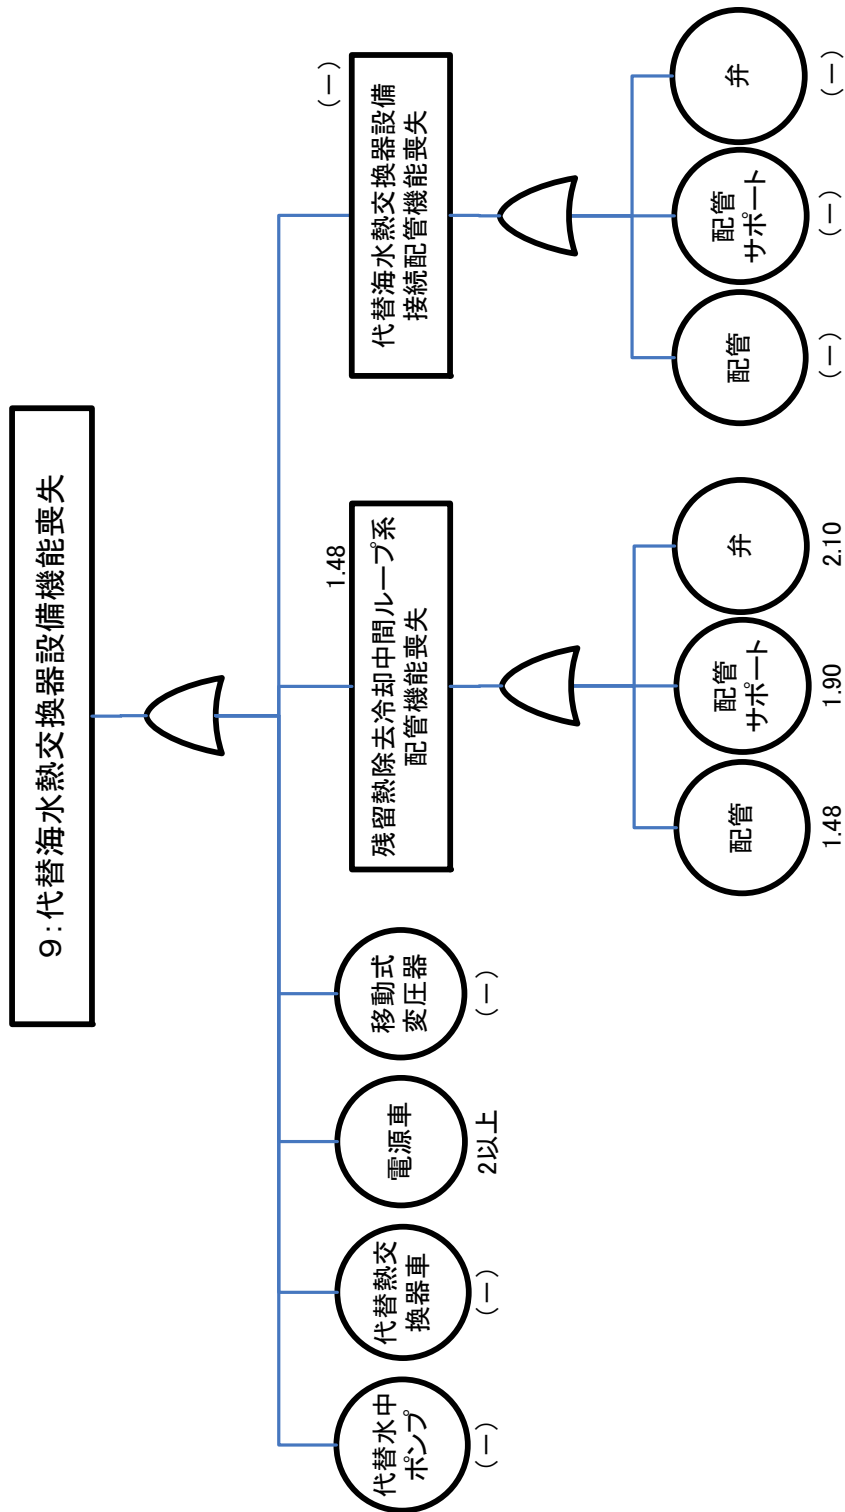 9:代替海水熱交換器設備機能喪失
代替水中
ポンプ
(－)
代替熱交
換器車
(－)
電源車
2以上
移動式
変圧器
(－)
1.48
残留熱除去冷却中間ループ系
配管機能喪失
配管
1.48
配管
サポート
1.90
弁
2.10
(－)
代替海水熱交換器設備
接続配管機能喪失
配管
(－)
配管
サポート
(－)
弁
(－)